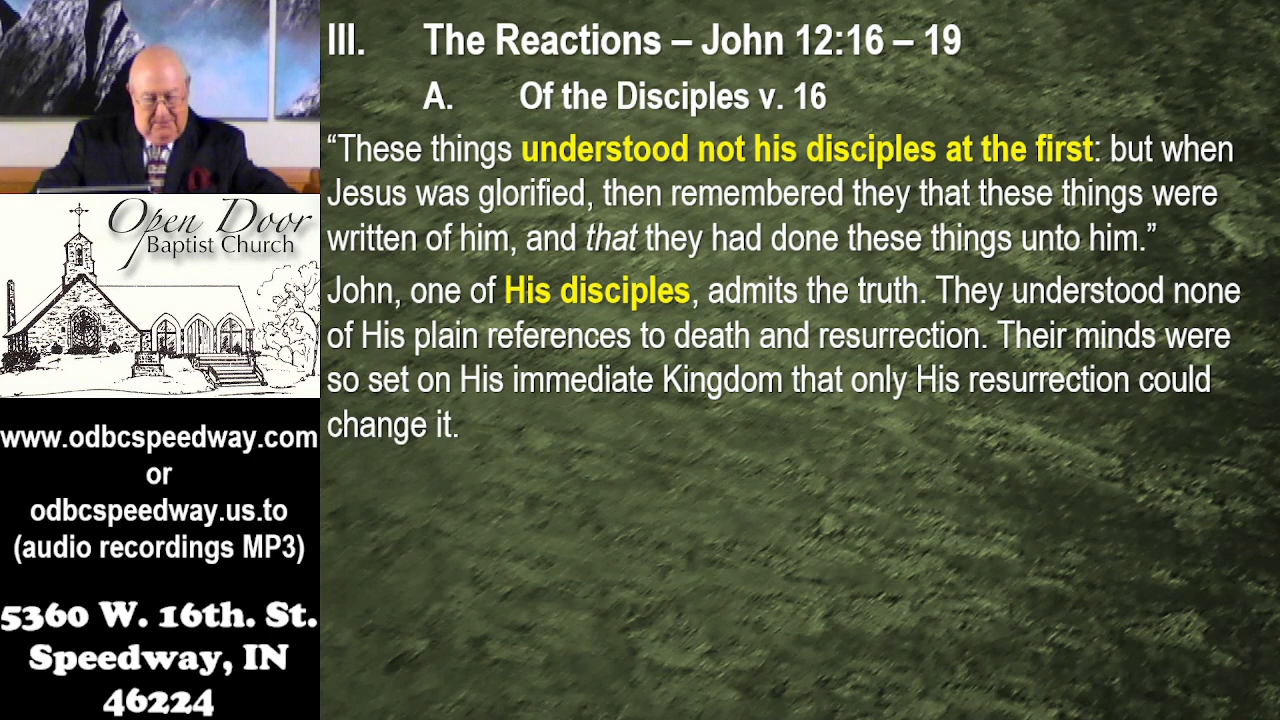 III. The Reactions – John 12:16 – 19
A. Of the Disciples v. 16
“These things understood not his disciples at the first: but when
Jesus was glorified, then remembered they that these things were
written of him, and that they had done these things unto him.”
John, one of His disciples, admits the truth. They understood none
of His plain references to death and resurrection. Their minds were
so set on His immediate Kingdom that only His resurrection could
change it.
Open Door
Baptist Church
www.odbcspeedway.com
or
odbcspeedway.us.to
(audio recordings MP3)
5360 W. 16th. St.
Speedway, IN
46224